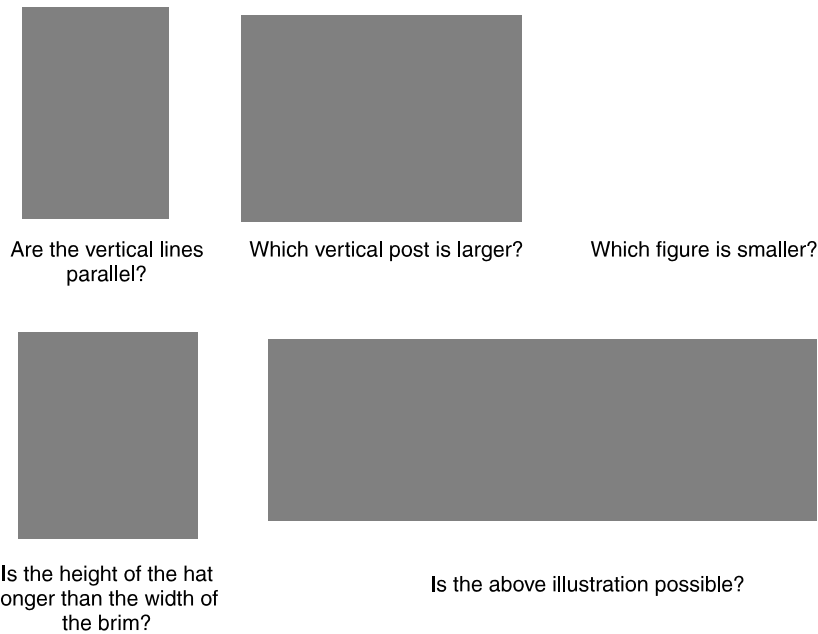 Are the vertical lines
parallel?
Which vertical post is larger?
Which figure is smaller?
Is the height of the hat
onger than the width of
the brim?
Is the above illustration possible?